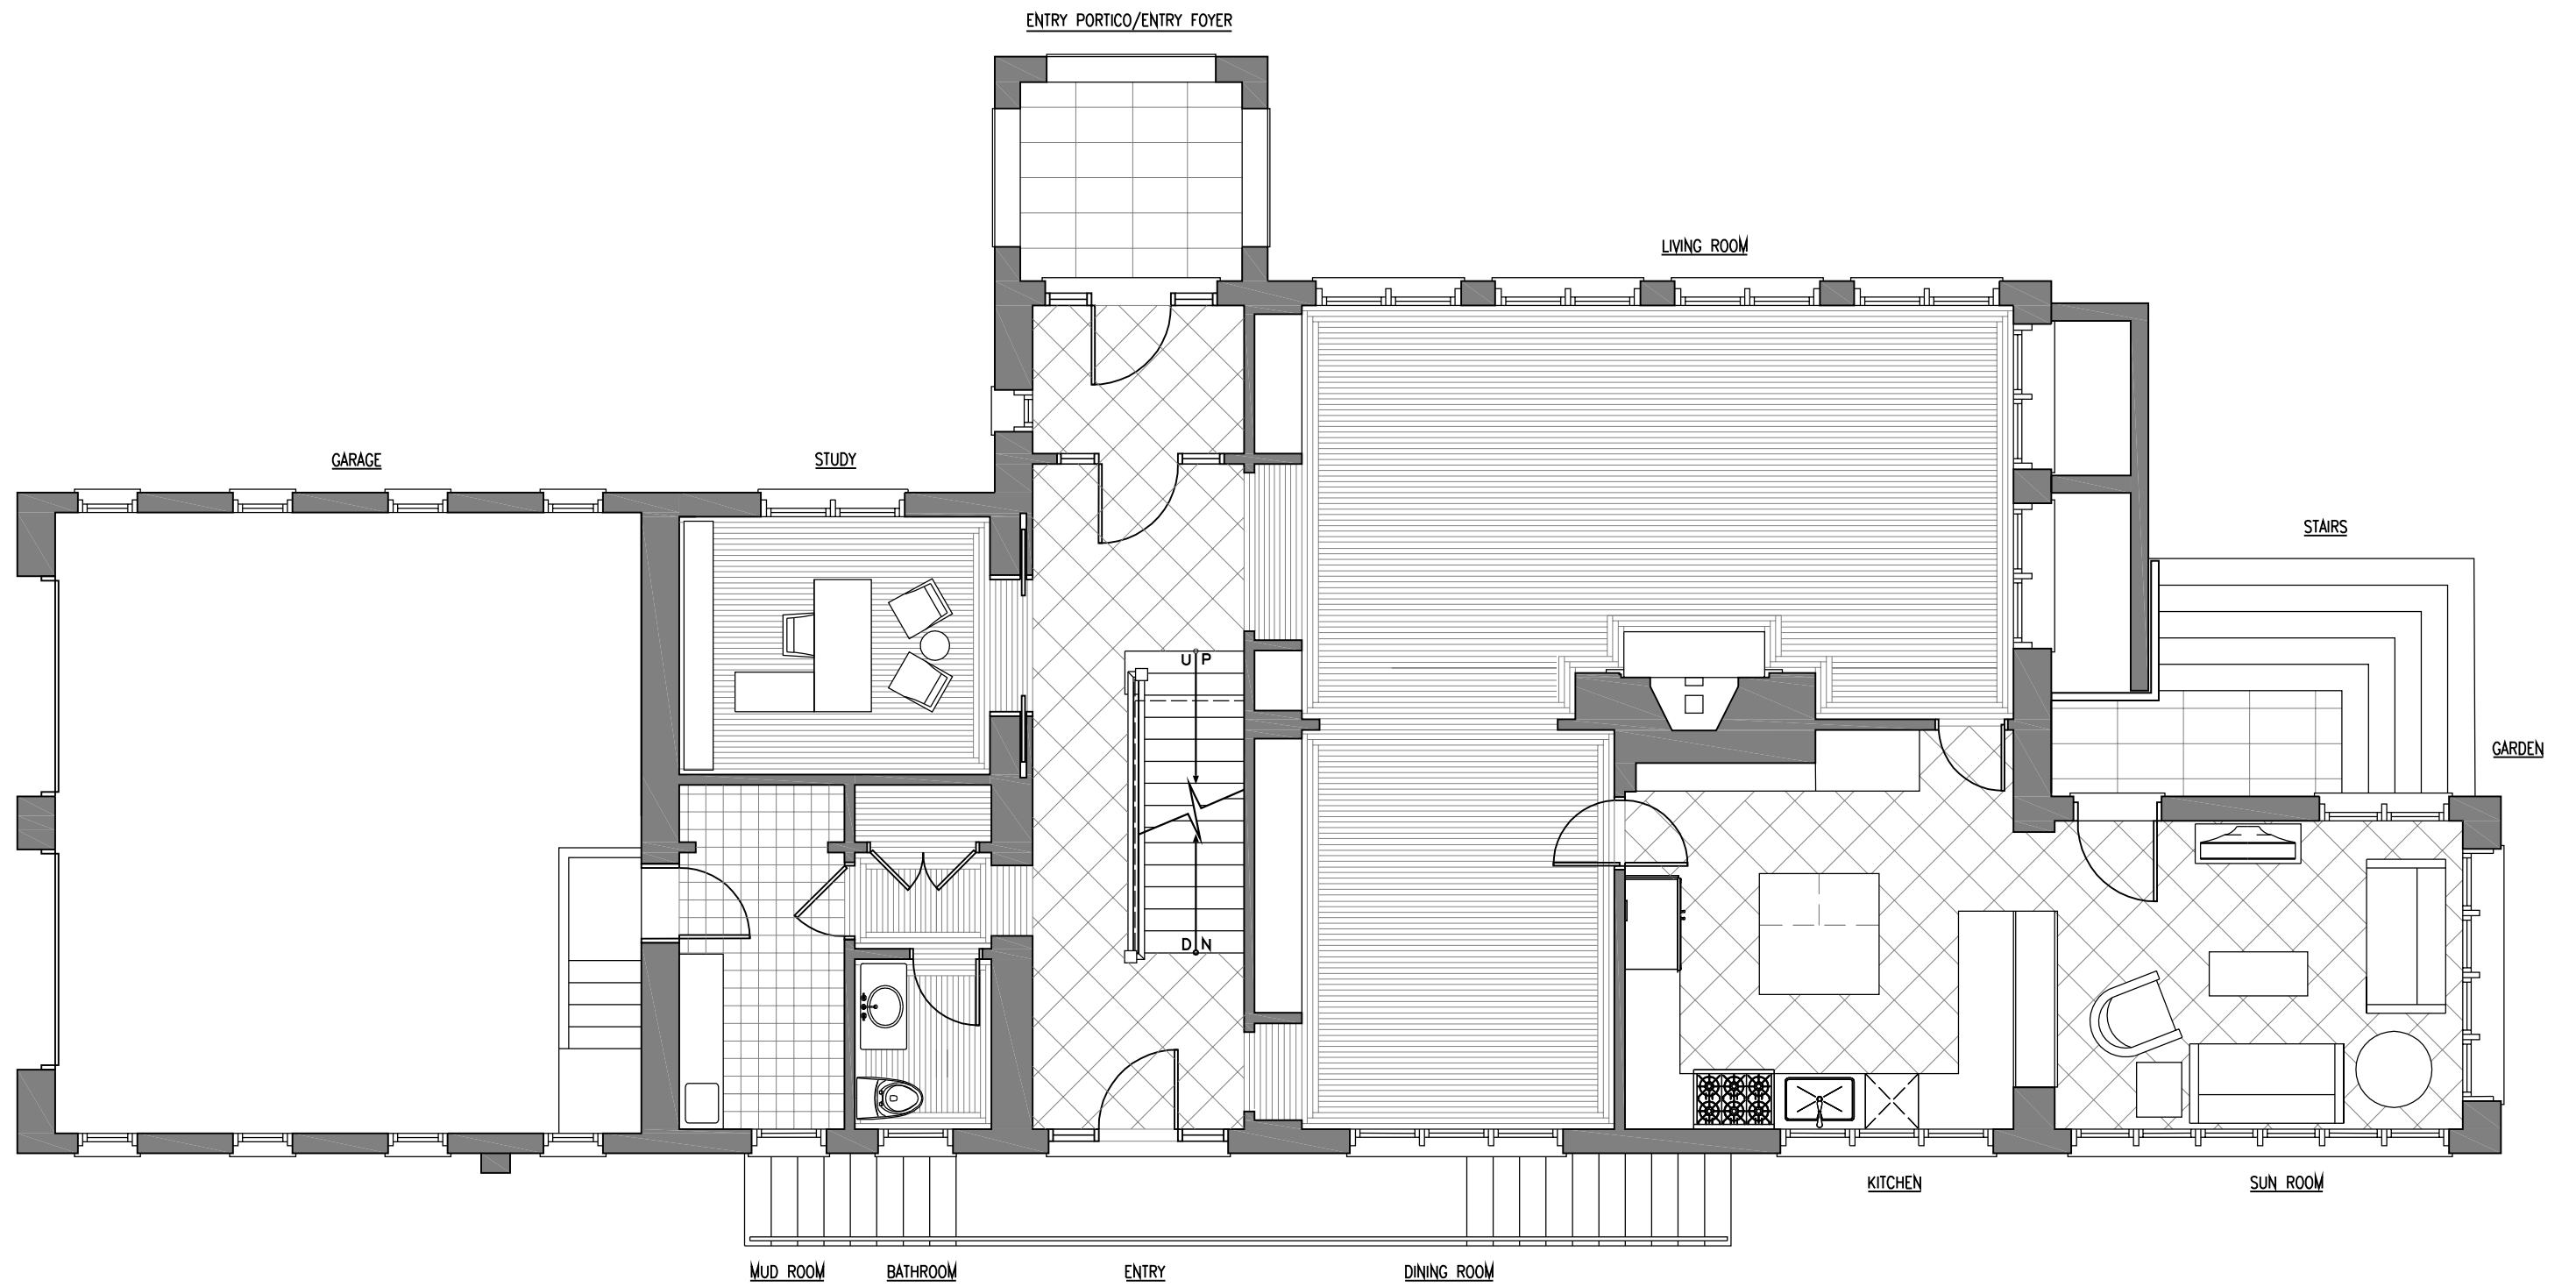 ENTRY PORTICO/ENTRY FOYER
LIVING ROOM
GARAGE
STUDY
STAIRS
UP
GARDEN
DN
KITCHEN
SUN ROOM
MUD ROOM
BATHROOM
ENTRY
DINING ROOM